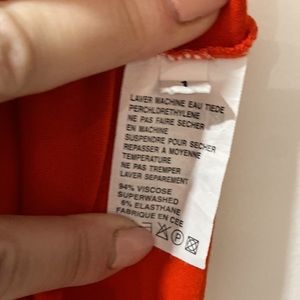 1
LAVER MACHINE EAU TIEDE
PERCHLORETHYLENE
NE PAS FAIRE SECHER
EN MACHINE
SUSPENDRE POUR SECHER
REPASSER A MOYENNE
TEMPERATURE
NE PAS TREMPER
LAVER SEPAREMENT
94% VISCOSE
SUPERWASHED
6% ELASTHANE
FABRIQUE EN CEE
P